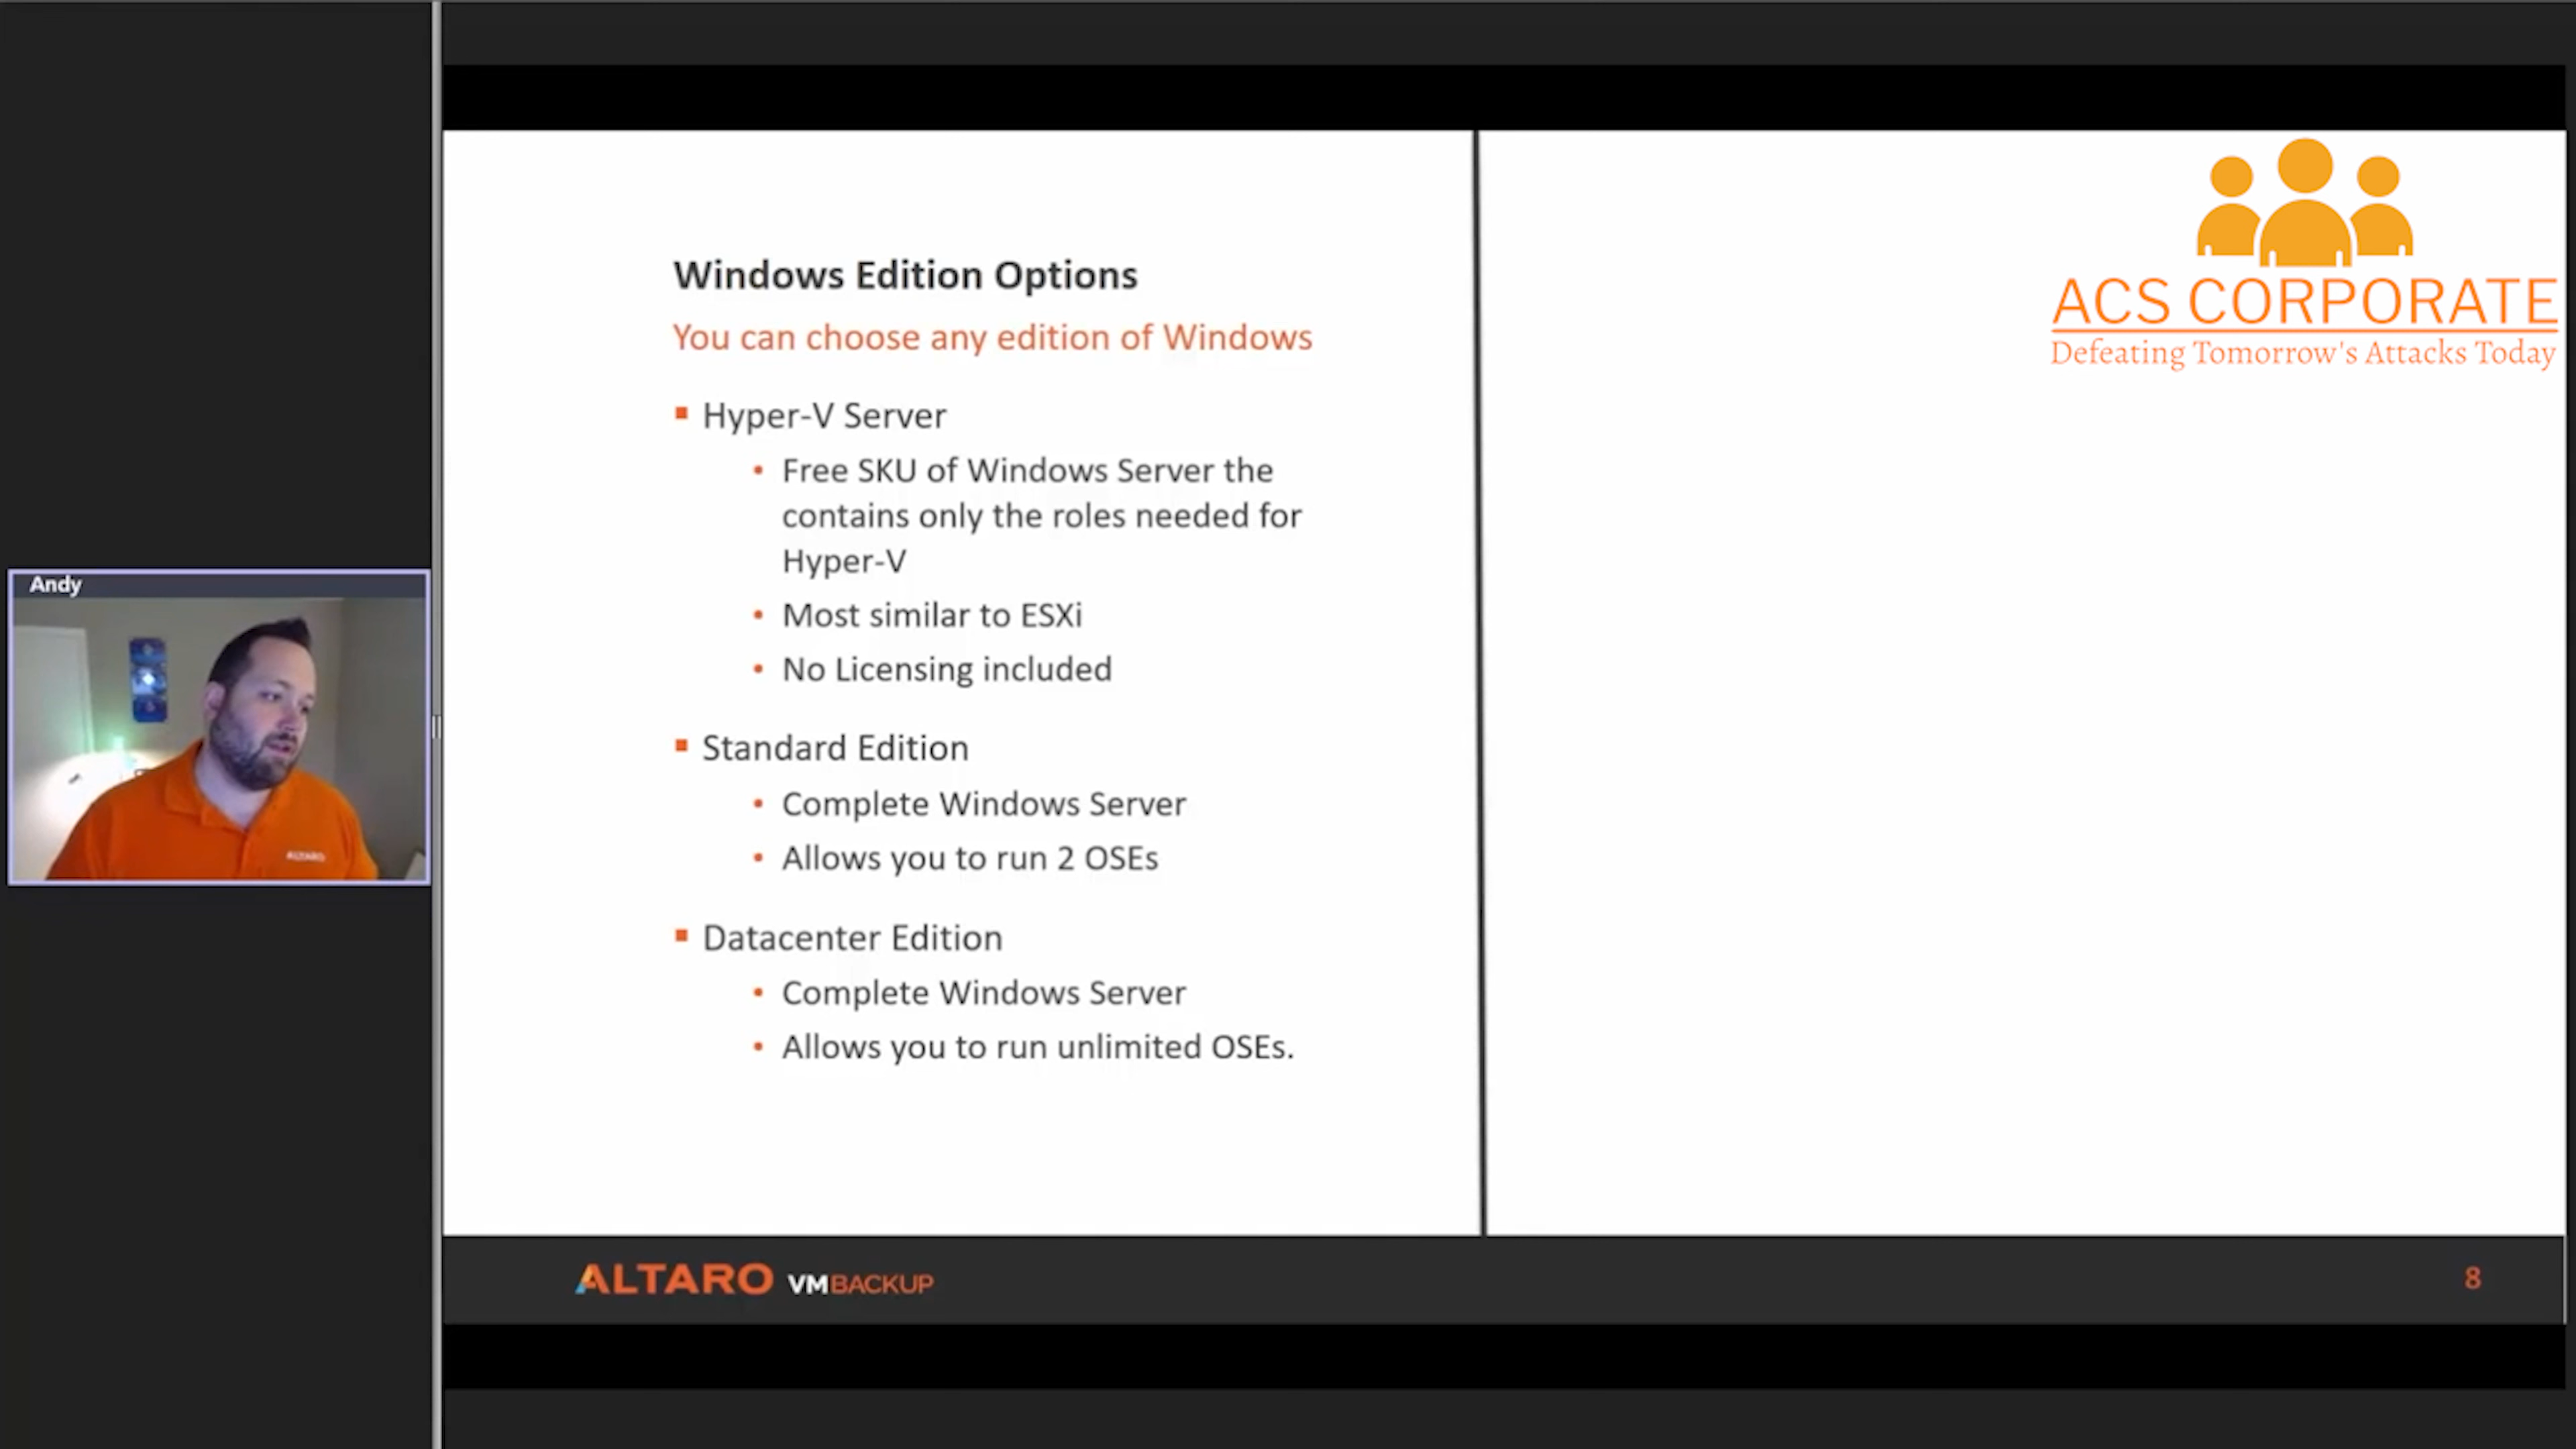 Andy
ALTARO
Windows Edition Options
You can choose any edition of Windows
Hyper-V Server
Free SKU of Windows Server the
contains only the roles needed for
Hyper-V
Most similar to ESXi
No Licensing included
Standard Edition
Complete Windows Server
Allows you to run 2 OSEs
Datacenter Edition
Complete Windows Server
Allows you to run unlimited OSEs.
ACS CORPORATE
Defeating Tomorrow's Attacks Today
ALTARO VMBACKUP
8